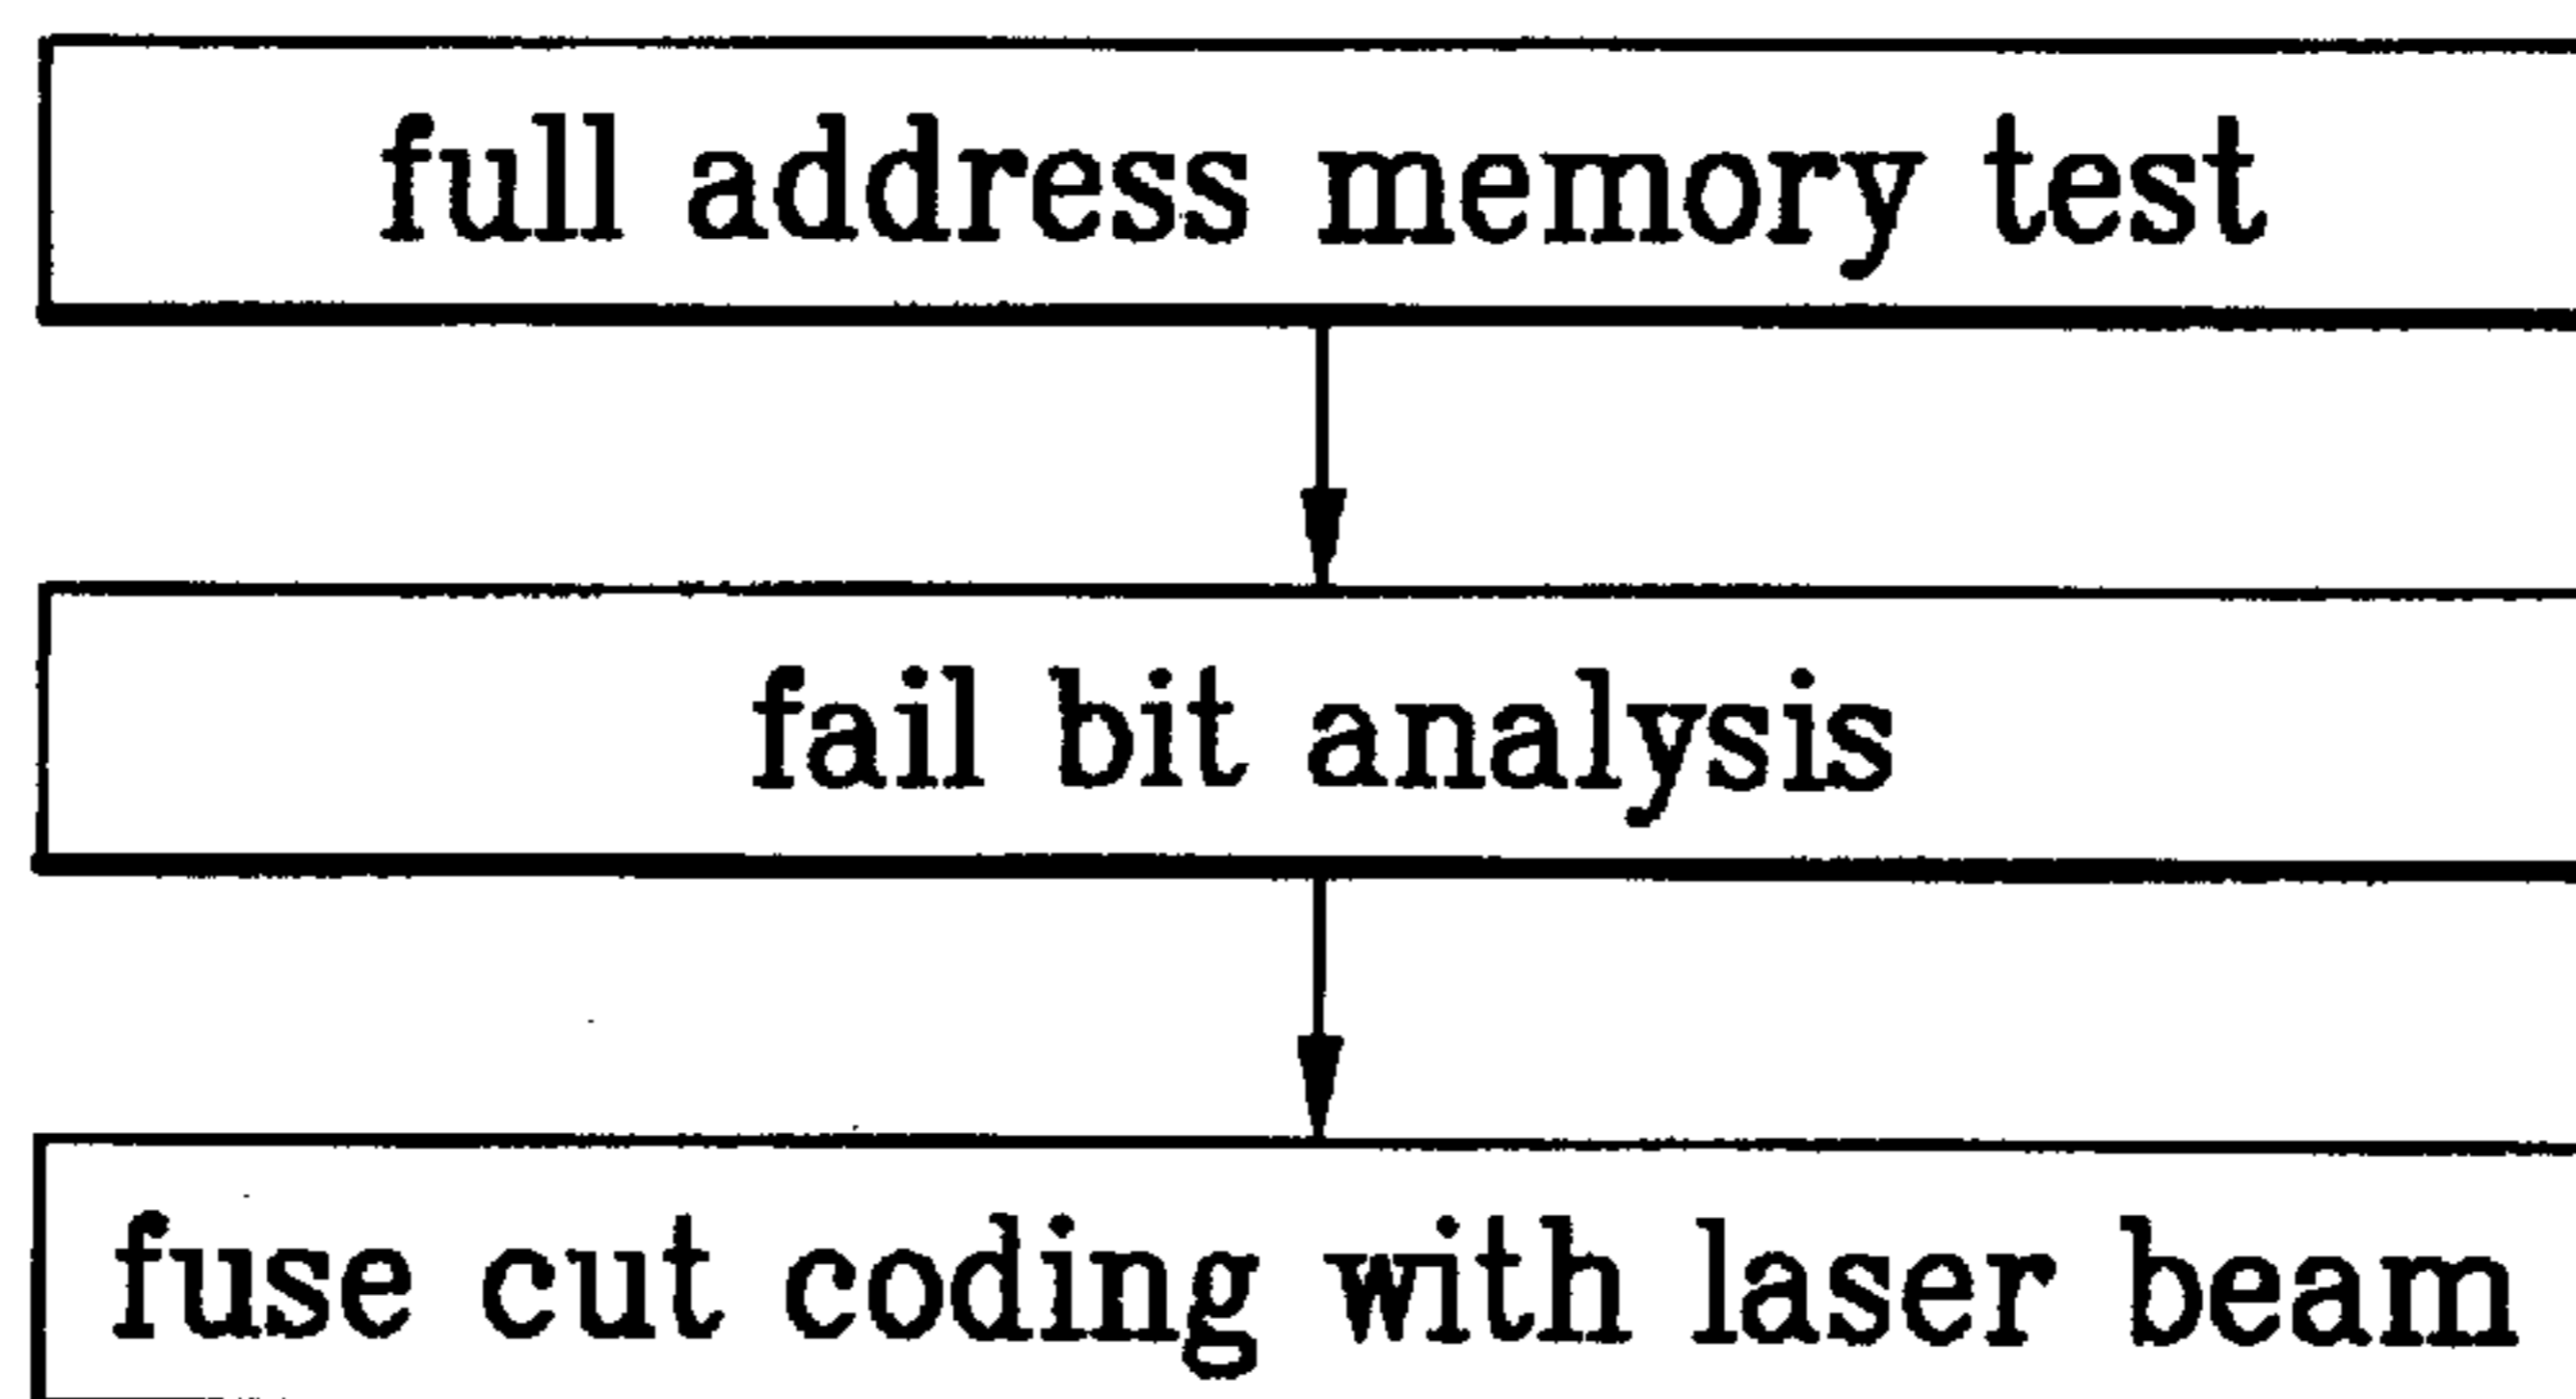 full address memory test
fail bit analysis
fuse cut coding with laser beam